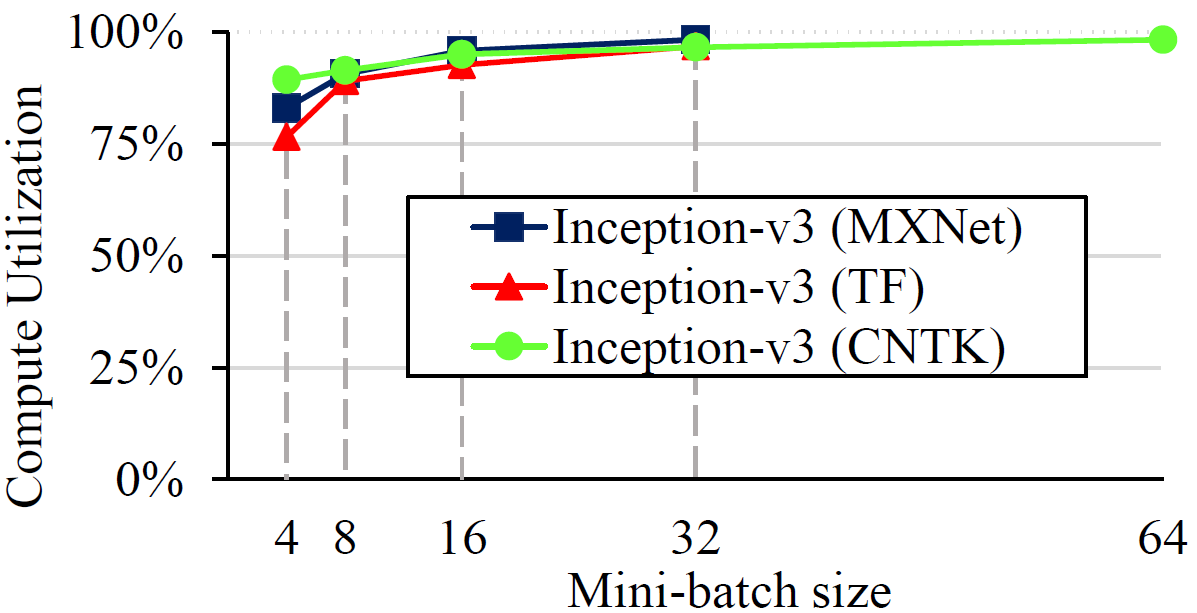 100%
75%
50%
25%
0%
Compute Utilization
Inception-v3 (MXNet)
Inception-v3 (TF)
Inception-v3 (CNTK)
4 8 16 32 64
Mini-batch size